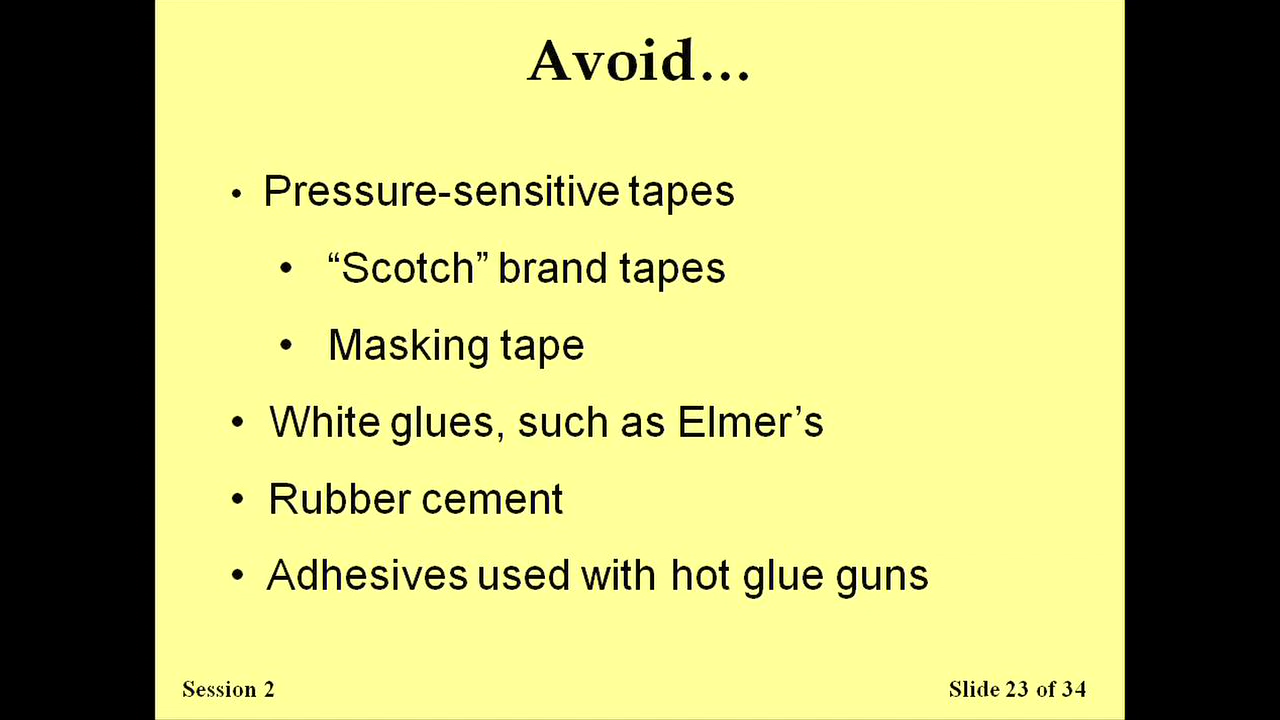 Avoid...
• Pressure-sensitive tapes
• “Scotch” brand tapes
• Masking tape
• White glues, such as Elmer’s
• Rubber cement
• Adhesives used with hot glue guns
Session 2
Slide 23 of 34